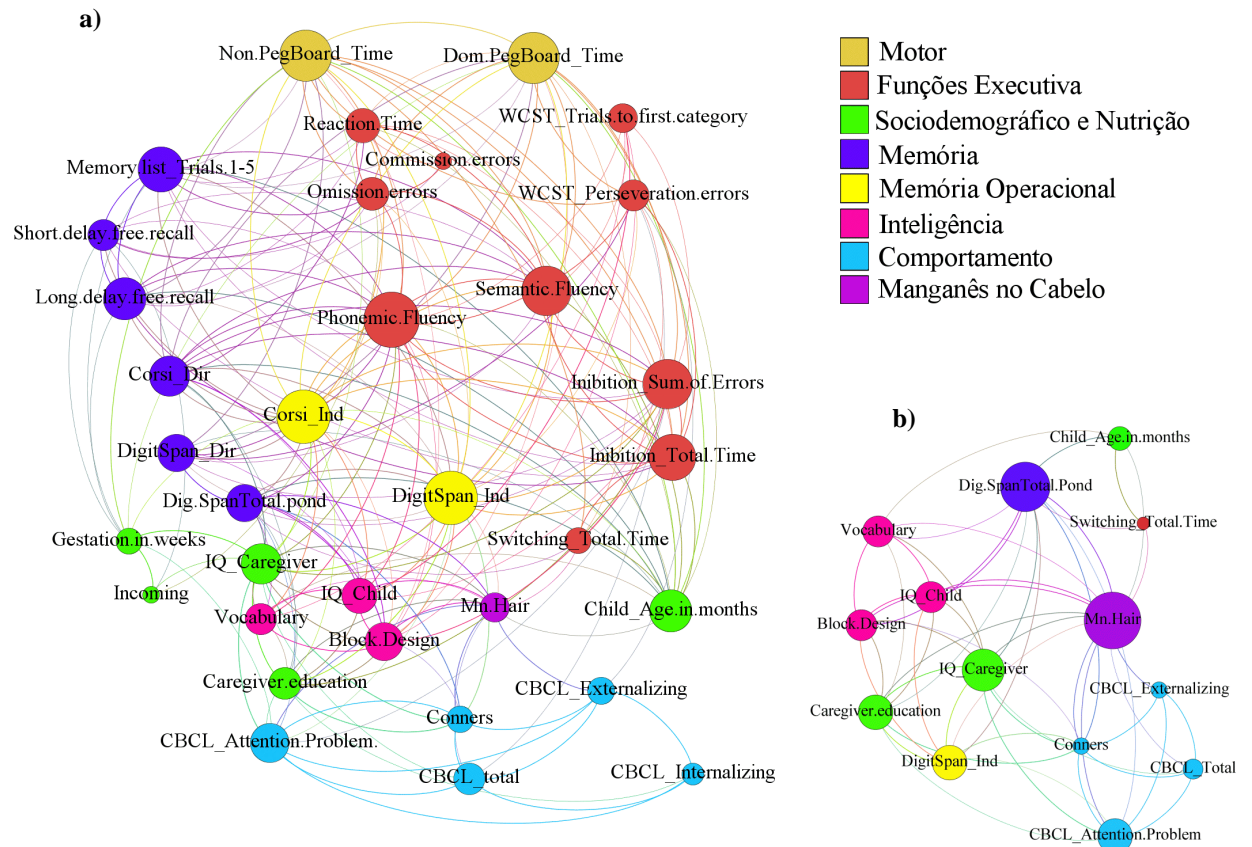 a)
Non.PegBoard_Time
Dom.PegBoard_Time
Reaction.Time
WCST_Trials.to.first.category
Commission.errors
Memory.list_Trials.1-5
Omission.errors
WCST_Perseveration.errors
Short.delay.free.recall
Long.delay.free.recall
Semantic.Fluency
Phonemic.Fluency
Corsi_Dir
Inibition_Sum.of.Errors
Corsi_Ind
DigitSpan_Dir
Inibition_Total.Time
Dig.SpanTotal.pond
DigitSpan_Ind
Gestation.in.weeks
Switching_Total.Time
IQ_Caregiver
Incoming
IQ_Child
Mn.Hair
Vocabulary
Child_Age.in.months
Block.Design
Caregiver.education
CBCL_Externalizing
Conners
CBCL_Attention.Problem.
CBCL_total
CBCL_Internalizing
Motor
Funções Executiva
Sociodemográfico e Nutrição
Memória
Memória Operacional
Inteligência
Comportamento
Manganês no Cabelo
b)
Child_Age.in.months
Dig.SpanTotal.Pond
Switching_Total.Time
Vocabulary
IQ_Child
Block.Design
Mn.Hair
IQ_Caregiver
CBCL_Externalizing
Caregiver.education
Conners
DigitSpan_Ind
CBCL_Total
CBCL_Attention.Problem